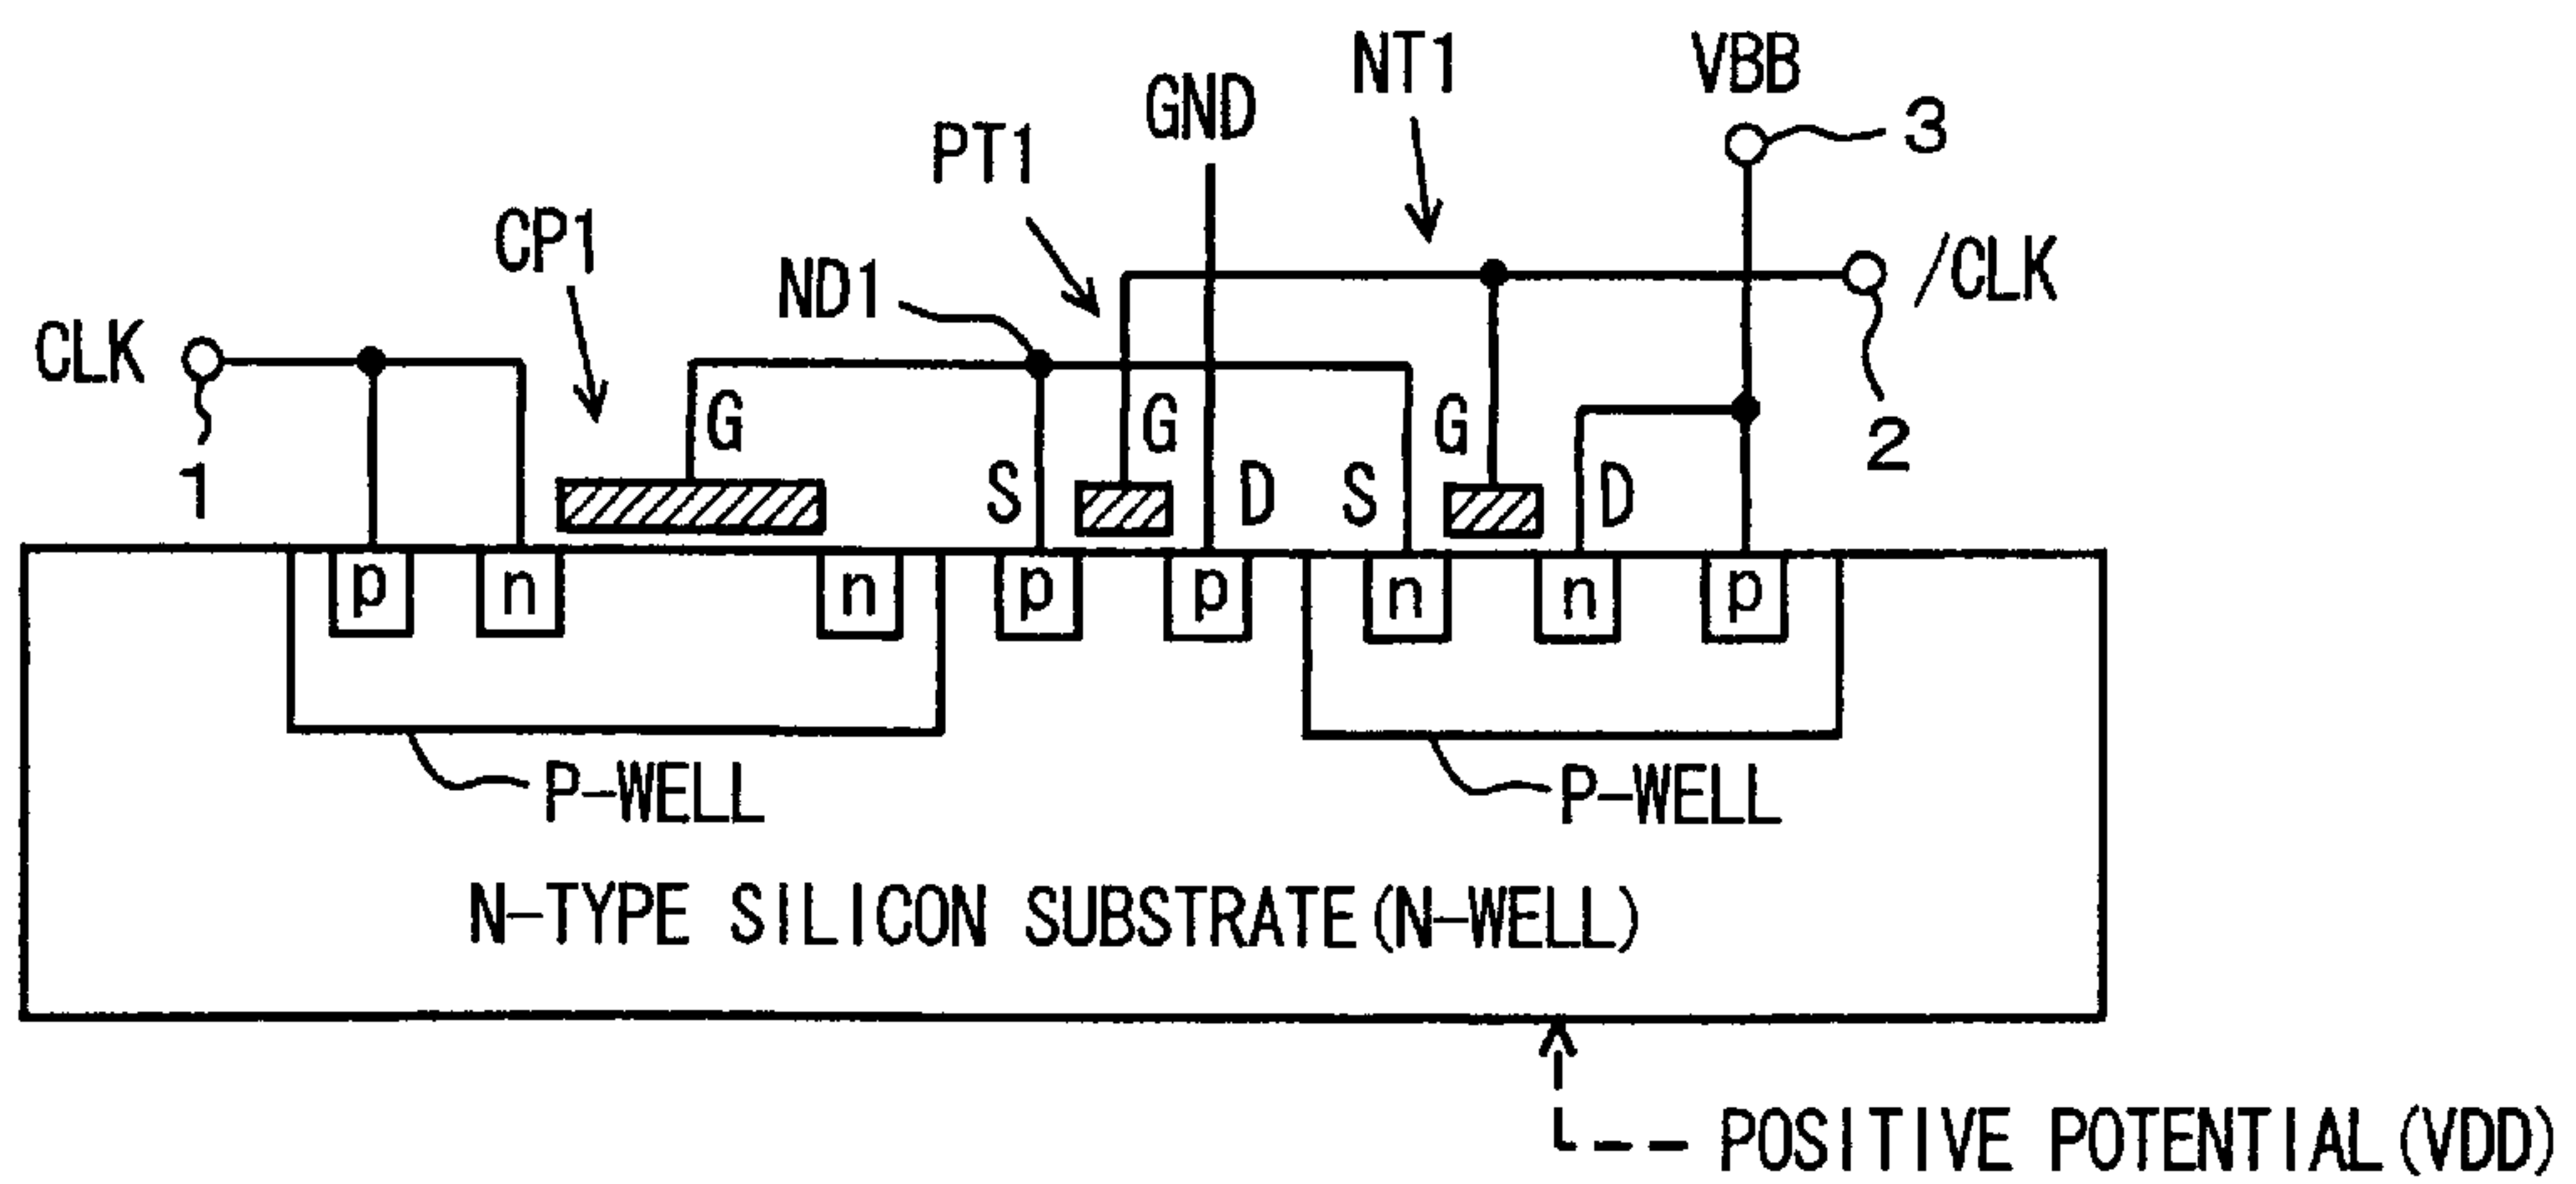 NT1
VBB
GND
3
PT1
CP1
/CLK
ND1
CLK
G
G
G
2
1
S
D
S
D
p
n
n
p
p
n
n
p
P-WELL
P-WELL
N-TYPE SILICON SUBSTRATE(N-WELL)
POSITIVE POTENTIAL(VDD)